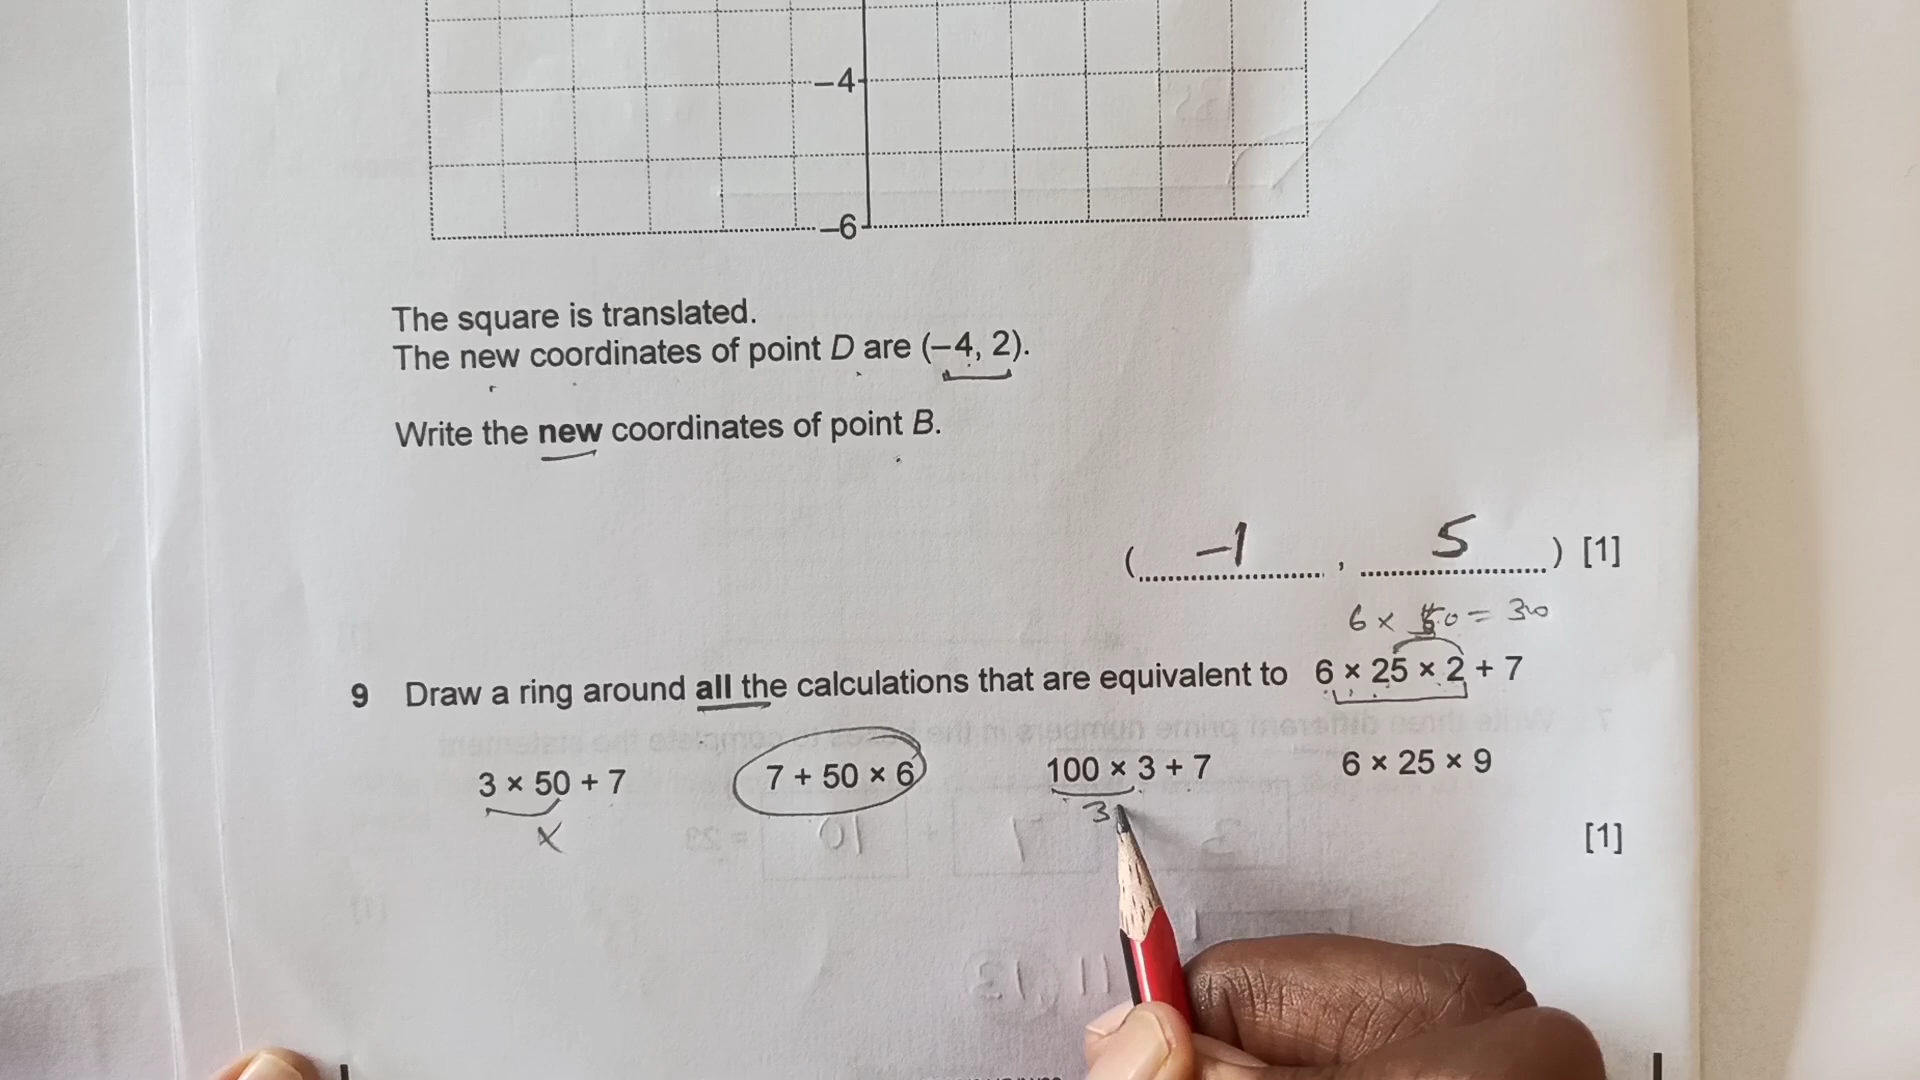 –4
–6
The square is translated.
The new coordinates of point D are (–4, 2).
Write the new coordinates of point B.
( –1 , 5 ) [1]
6 × 50 = 300
9 Draw a ring around all the calculations that are equivalent to 6 × 25 × 2 + 7
3 × 50 + 7 7 + 50 × 6 100 × 3 + 7 6 × 25 × 9
x 3
[1]